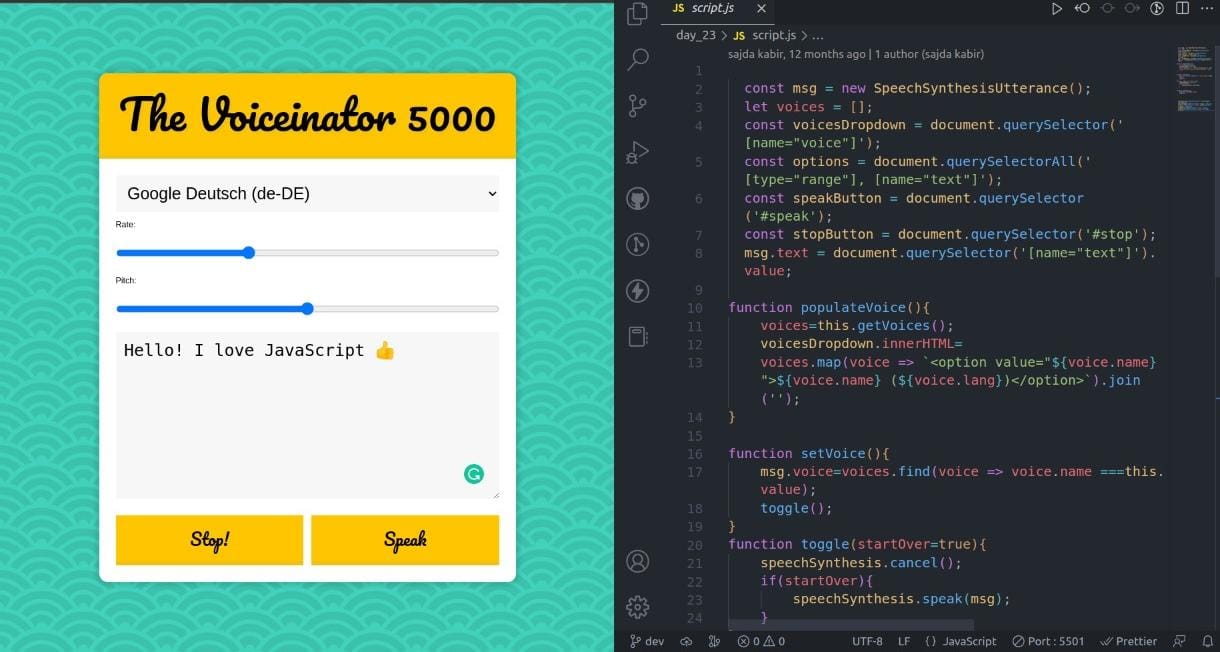 The Voiceinator 5000
Google Deutsch (de-DE)
Rate:
Pitch:
Hello! I love JavaScript 👍
Stop!
Speak
JS script.js
day_23 > JS script.js > ...
sajda kabir, 12 months ago | 1 author (sajda kabir)
1
2 const msg = new SpeechSynthesisUtterance();
3 let voices = [];
4 const voicesDropdown = document.querySelector('
[name="voice"]');
5 const options = document.querySelectorAll('
[type="range"], [name="text"]');
6 const speakButton = document.querySelector
('#speak');
7 const stopButton = document.querySelector('#stop');
8 msg.text = document.querySelector('[name="text"]').
value;
9
10 function populateVoice(){
11 voices=this.getVoices();
12 voicesDropdown.innerHTML=
13 voices.map(voice => `<option value="${voice.name}
">${voice.name} (${voice.lang})</option>`).join
('');
14 }
15
16 function setVoice(){
17 msg.voice=voices.find(voice => voice.name ===this.
value);
18 toggle();
19 }
20 function toggle(startOver=true){
21 speechSynthesis.cancel();
22 if(startOver){
23 speechSynthesis.speak(msg);
24 }
dev 0 0 UTF-8 LF {} JavaScript Port : 5501 Prettier